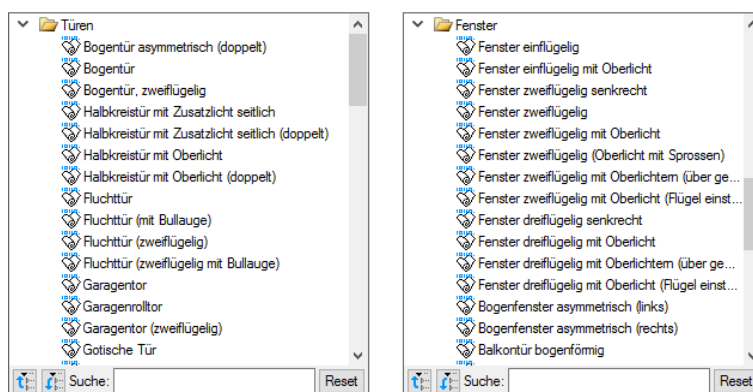 Türen
Bogentür asymmetrisch (doppelt)
Bogentür
Bogentür, zweiflügelig
Halbkreistür mit Zusatzlicht seitlich
Halbkreistür mit Zusatzlicht seitlich (doppelt)
Halbkreistür mit Oberlicht
Halbkreistür mit Oberlicht (doppelt)
Fluchttür
Fluchttür (mit Bullauge)
Fluchttür (zweiflügelig)
Fluchttür (zweiflügelig mit Bullauge)
Garagentor
Garagenrolltor
Garagentor (zweiflügelig)
Gotische Tür
Suche:
Reset
Fenster
Fenster einflügelig
Fenster einflügelig mit Oberlicht
Fenster zweiflügelig senkrecht
Fenster zweiflügelig
Fenster zweiflügelig mit Oberlicht
Fenster zweiflügelig (Oberlicht mit Sprossen)
Fenster zweiflügelig mit Oberlichtern (über ge...
Fenster zweiflügelig mit Oberlicht (Flügel einst...
Fenster dreiflügelig senkrecht
Fenster dreiflügelig mit Oberlicht
Fenster dreiflügelig mit Oberlichtern (über ge...
Fenster dreiflügelig mit Oberlicht (Flügel einst...
Bogenfenster asymmetrisch (links)
Bogenfenster asymmetrisch (rechts)
Balkontür bogenförmig
Suche:
Reset